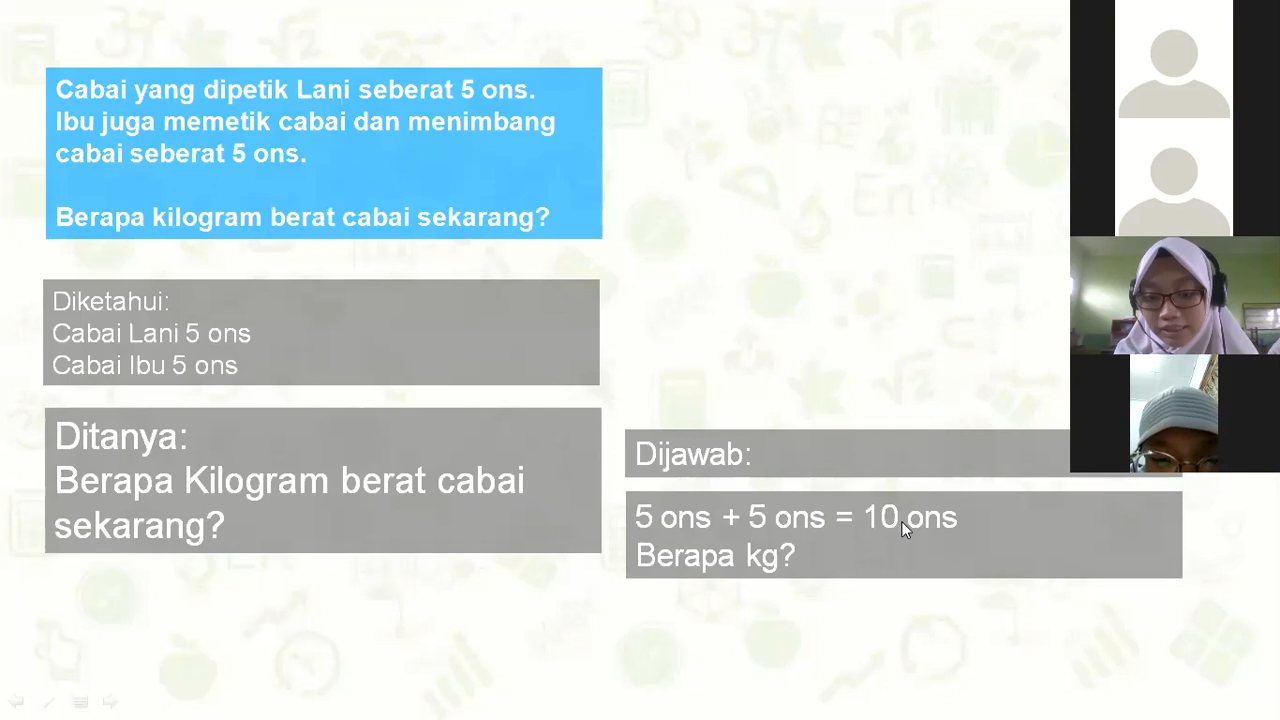 Cabai yang dipetik Lani seberat 5 ons.
Ibu juga memetik cabai dan menimbang
cabai seberat 5 ons.
Berapa kilogram berat cabai sekarang?
Diketahui:
Cabai Lani 5 ons
Cabai Ibu 5 ons
Ditanya:
Berapa Kilogram berat cabai
sekarang?
Dijawab:
5 ons + 5 ons = 10 ons
Berapa kg?